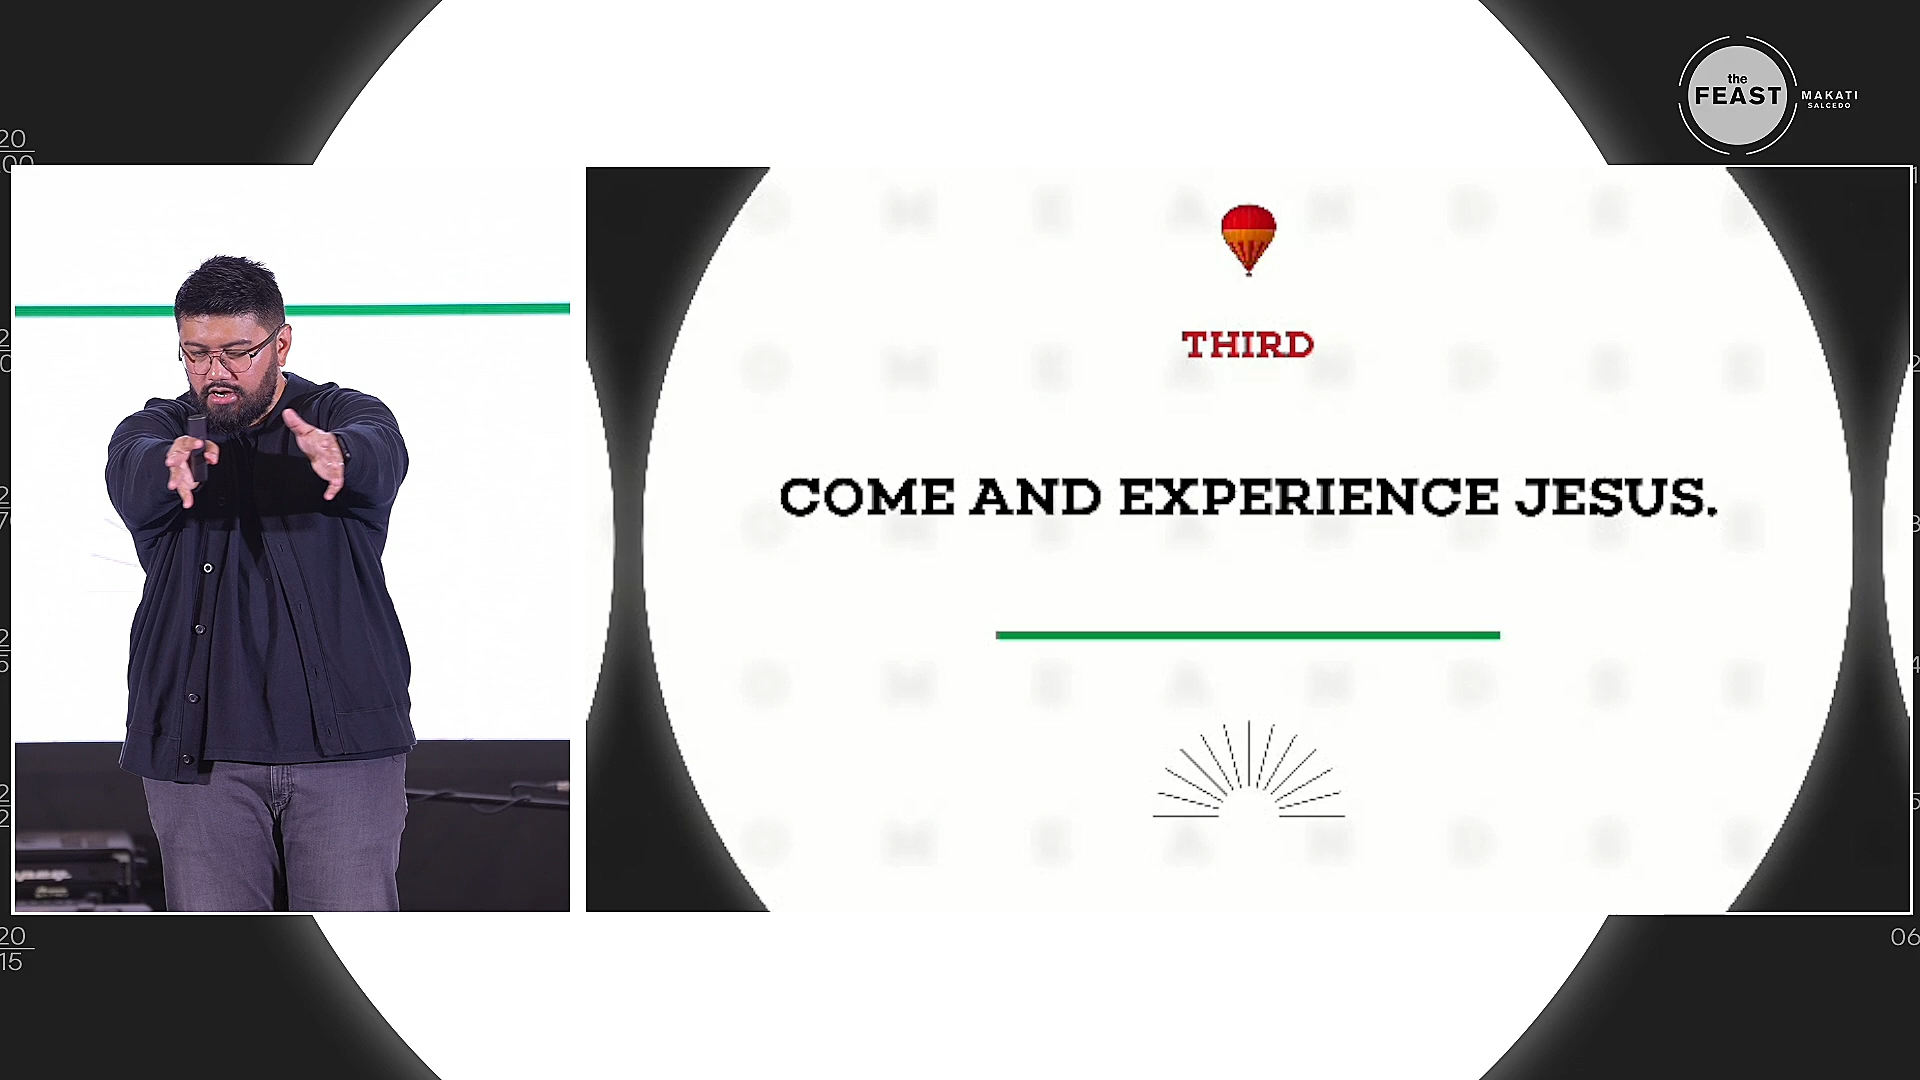 the
FEAST
MAKATI
SALCEDO
THIRD
COME AND EXPERIENCE JESUS.
20
15
06